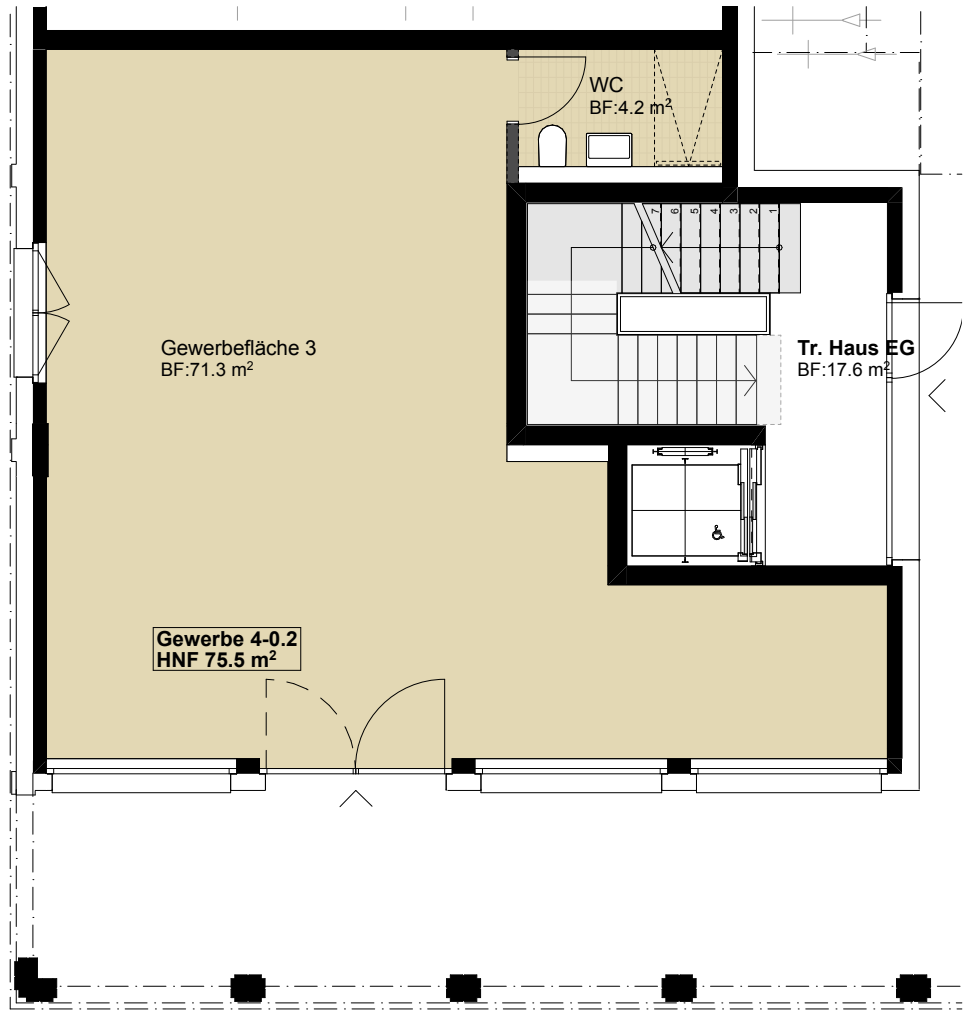 WC
BF:4.2 m²
7 6 5 4 3 2 1
Gewerbefläche 3
BF:71.3 m²
Tr. Haus EG
BF:17.6 m²
Gewerbe 4-0.2
HNF 75.5 m²